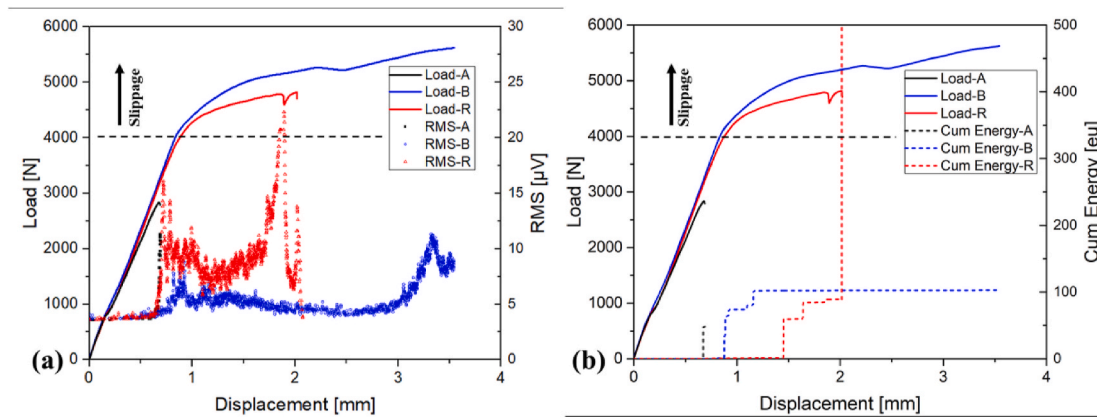 6000
5000
4000
3000
2000
1000
0
Load [N]
Slippage
Load-A
Load-B
Load-R
RMS-A
RMS-B
RMS-R
30
25
20
15
10
5
0
RMS [µV]
(a)
0
1
2
3
4
Displacement [mm]
6000
5000
4000
3000
2000
1000
0
Load [N]
Slippage
Load-A
Load-B
Load-R
Cum Energy-A
Cum Energy-B
Cum Energy-R
500
400
300
200
100
0
Cum Energy [eu]
(b)
0
1
2
3
4
Displacement [mm]